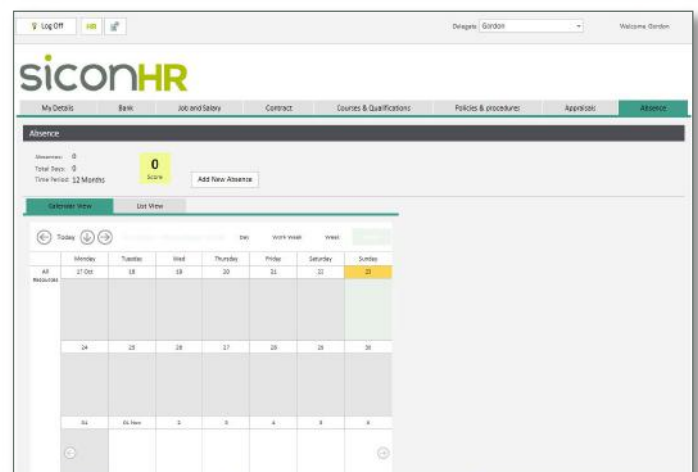 Log Off HR Delegate Gordon Welcome Gordon
siconHR
My Details Bank Job and Salary Contract Courses & Qualifications Policies & procedures Appraisals Absence
Absence
Absences: 0
Total Days: 0
Time Period: 12 Months
0
Score
Add New Absence
Calendar View List View
Today Day Work Week Week
Monday Tuesday Wed Thursday Friday Saturday Sunday
All Resources 17 Oct 18 19 20 21 22 23
24 25 26 27 28 29 30
01 Nov 2 3 4 5 6